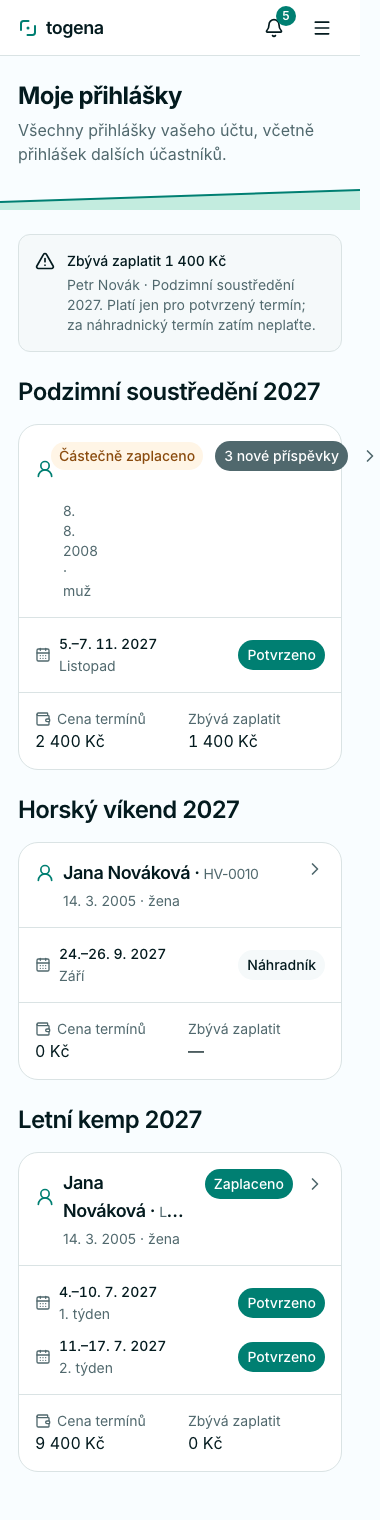 togena
5
Moje přihlášky
Všechny přihlášky vašeho účtu, včetně
přihlášek dalších účastníků.
Zbývá zaplatit 1 400 Kč
Petr Novák · Podzimní soustředění
2027. Platí jen pro potvrzený termín;
za náhradnický termín zatím neplaťte.
Podzimní soustředění 2027
Částečně zaplaceno
3 nové příspěvky
8.
8.
2008
·
muž
5.–7. 11. 2027
Listopad
Potvrzeno
Cena termínů
2 400 Kč
Zbývá zaplatit
1 400 Kč
Horský víkend 2027
Jana Nováková · HV-0010
14. 3. 2005 · žena
24.–26. 9. 2027
Září
Náhradník
Cena termínů
0 Kč
Zbývá zaplatit
—
Letní kemp 2027
Jana
Nováková · L…
14. 3. 2005 · žena
Zaplaceno
4.–10. 7. 2027
1. týden
Potvrzeno
11.–17. 7. 2027
2. týden
Potvrzeno
Cena termínů
9 400 Kč
Zbývá zaplatit
0 Kč